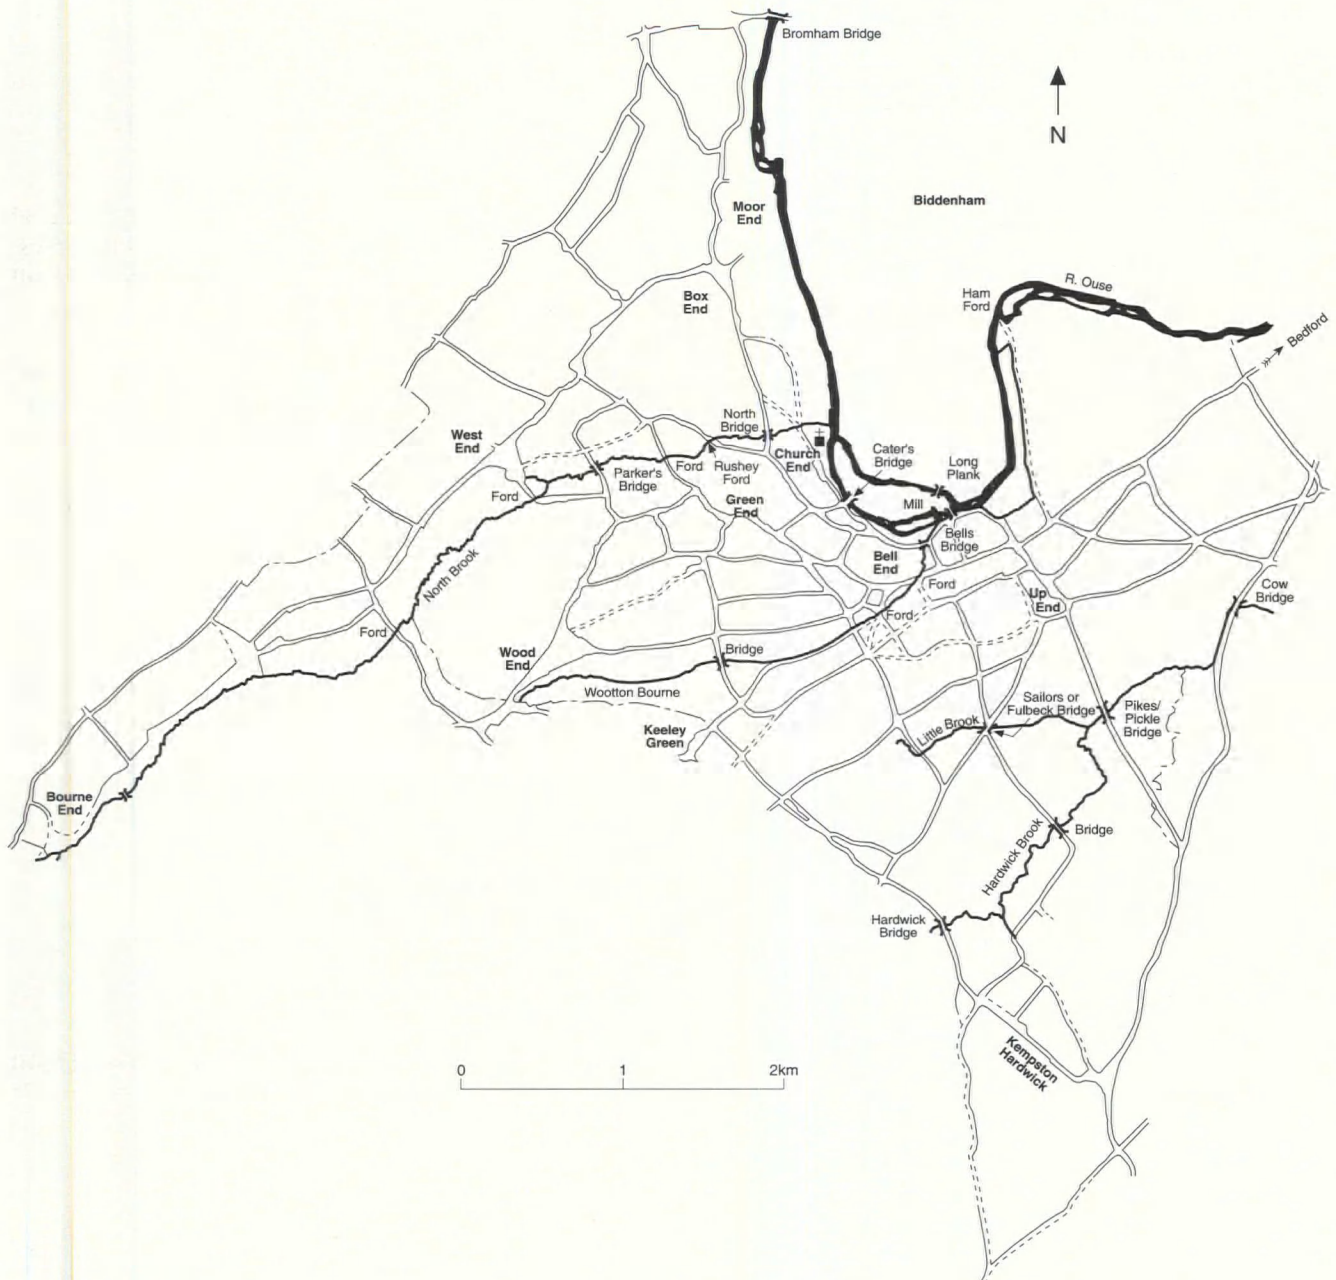 Bromham Bridge
N
Biddenham
Moor
End
R. Ouse
Ham
Ford
Box
End
Bedford
North
Bridge
West
End
Church
End
Cater's
Bridge
Long
Plank
Parker's
Bridge
Ford
Rushey
Ford
Ford
Green
End
Mill
Bells
Bridge
Bell
End
North Brook
Ford
Up
End
Cow
Bridge
Ford
Ford
Wood
End
Bridge
Wootton Bourne
Sailors or
Fulbeck Bridge
Pikes/
Pickle
Bridge
Keeley
Green
Little Brook
Bourne
End
Bridge
Hardwick Brook
Hardwick
Bridge
Kempston
Hardwick
0 1 2km